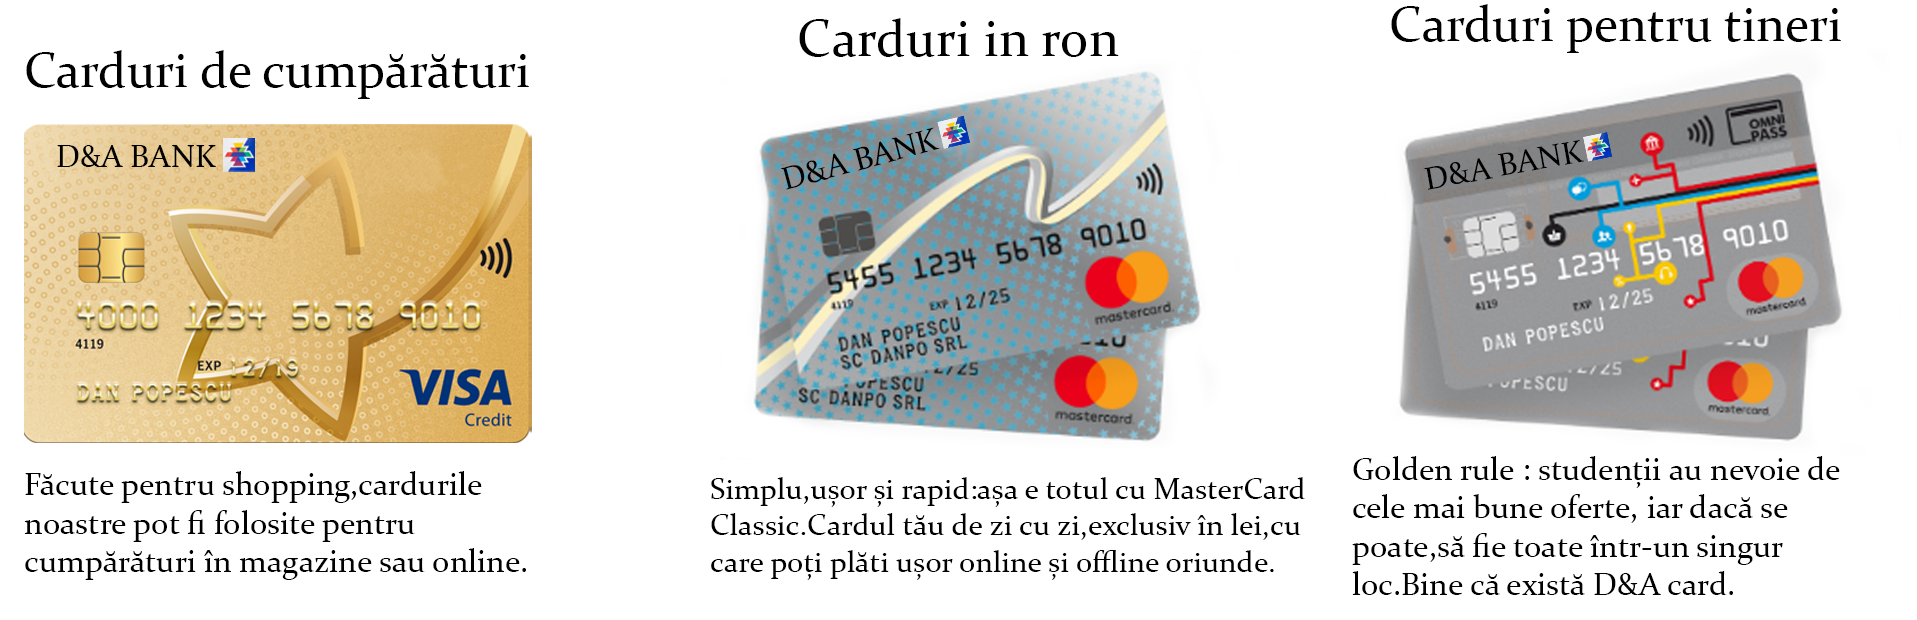 Carduri de cumpărături
D&A BANK
4000 1234 5678 9010
4119
EXP 12/19
DAN POPESCU
VISA
Credit
Făcute pentru shopping,cardurile
noastre pot fi folosite pentru
cumpărături în magazine sau online.
Carduri in ron
D&A BANK
5455 1234 5678 9010
4119
EXP 12/25
DAN POPESCU
SC DANPO SRL
mastercard.
SC DANPO SRL
mastercard.
Simplu,ușor și rapid:așa e totul cu MasterCard
Classic.Cardul tău de zi cu zi,exclusiv în lei,cu
care poți plăti ușor online și offline oriunde.
Carduri pentru tineri
OMNI
PASS
D&A BANK
5455 1234 5678 9010
4119
EXP 12/25
DAN POPESCU
mastercard.
mastercard.
Golden rule : studenții au nevoie de
cele mai bune oferte, iar dacă se
poate,să fie toate într-un singur
loc.Bine că există D&A card.